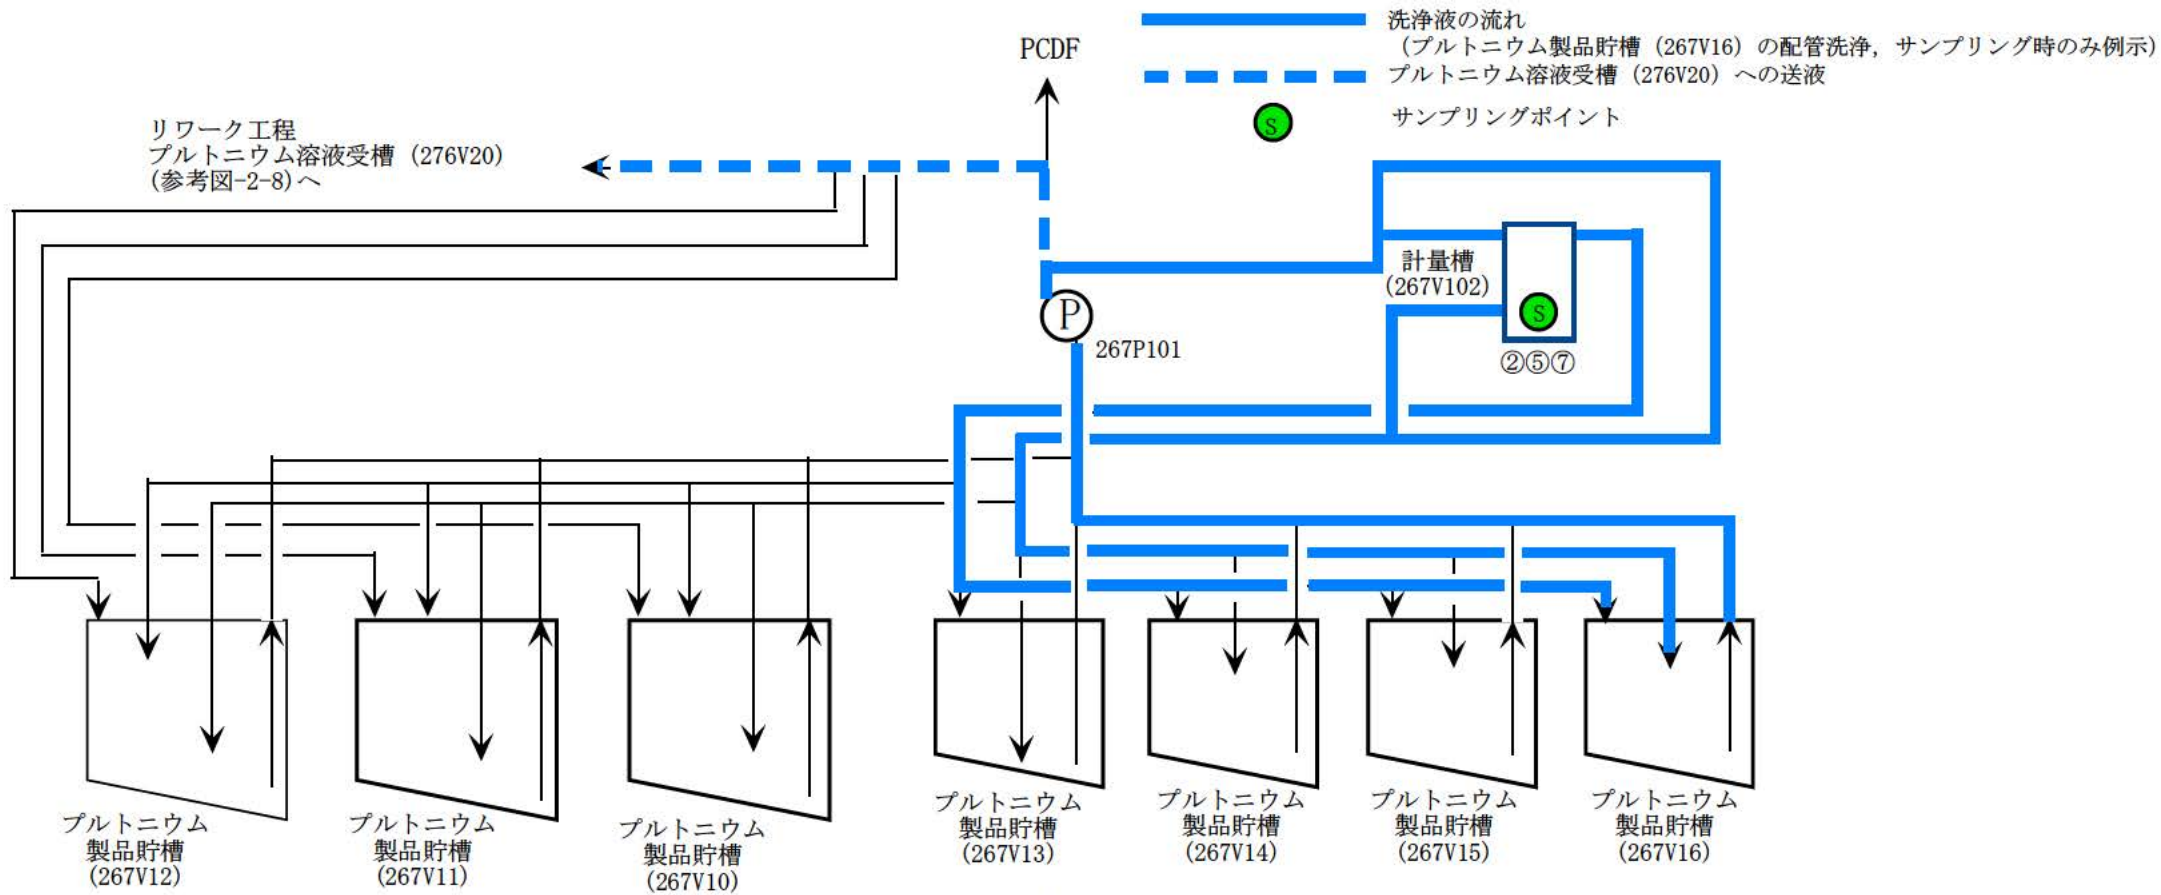 洗浄液の流れ
(プルトニウム製品貯槽 (267V16) の配管洗浄, サンプリング時のみ例示)
プルトニウム溶液受槽 (276V20) への送液
S
サンプリングポイント
PCDF
リワーク工程
プルトニウム溶液受槽 (276V20)
(参考図-2-8)へ
計量槽
(267V102)
S
②⑤⑦
P
267P101
プルトニウム
製品貯槽
(267V12)
プルトニウム
製品貯槽
(267V11)
プルトニウム
製品貯槽
(267V10)
プルトニウム
製品貯槽
(267V13)
プルトニウム
製品貯槽
(267V14)
プルトニウム
製品貯槽
(267V15)
プルトニウム
製品貯槽
(267V16)